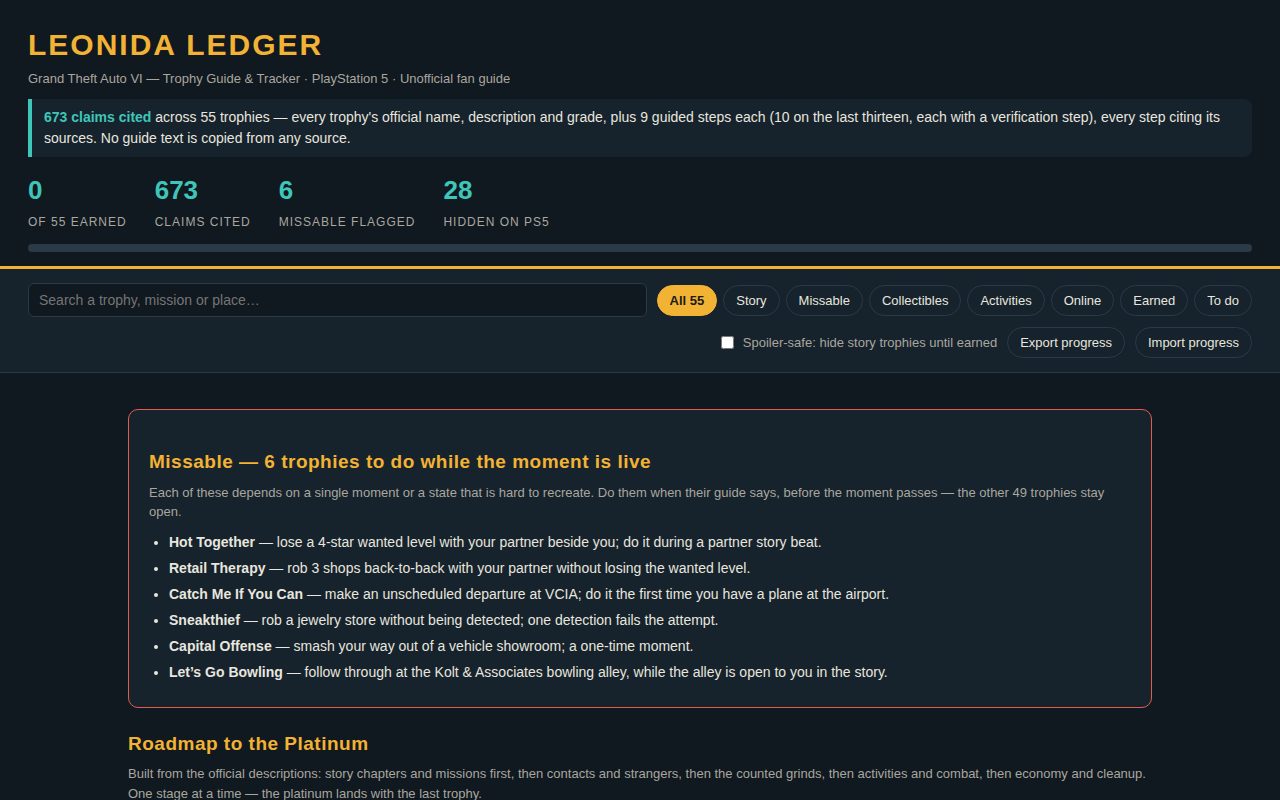 LEONIDA LEDGER
Grand Theft Auto VI — Trophy Guide & Tracker · PlayStation 5 · Unofficial fan guide
673 claims cited across 55 trophies — every trophy's official name, description and grade, plus 9 guided steps each (10 on the last thirteen, each with a verification step), every step citing its
sources. No guide text is copied from any source.
0 673 6 28
OF 55 EARNED CLAIMS CITED MISSABLE FLAGGED HIDDEN ON PS5
Search a trophy, mission or place… All 55 Story Missable Collectibles Activities Online Earned To do
Spoiler-safe: hide story trophies until earned Export progress Import progress
Missable — 6 trophies to do while the moment is live
Each of these depends on a single moment or a state that is hard to recreate. Do them when their guide says, before the moment passes — the other 49 trophies stay
open.
• Hot Together — lose a 4-star wanted level with your partner beside you; do it during a partner story beat.
• Retail Therapy — rob 3 shops back-to-back with your partner without losing the wanted level.
• Catch Me If You Can — make an unscheduled departure at VCIA; do it the first time you have a plane at the airport.
• Sneakthief — rob a jewelry store without being detected; one detection fails the attempt.
• Capital Offense — smash your way out of a vehicle showroom; a one-time moment.
• Let’s Go Bowling — follow through at the Kolt & Associates bowling alley, while the alley is open to you in the story.
Roadmap to the Platinum
Built from the official descriptions: story chapters and missions first, then contacts and strangers, then the counted grinds, then activities and combat, then economy and cleanup.
One stage at a time — the platinum lands with the last trophy.